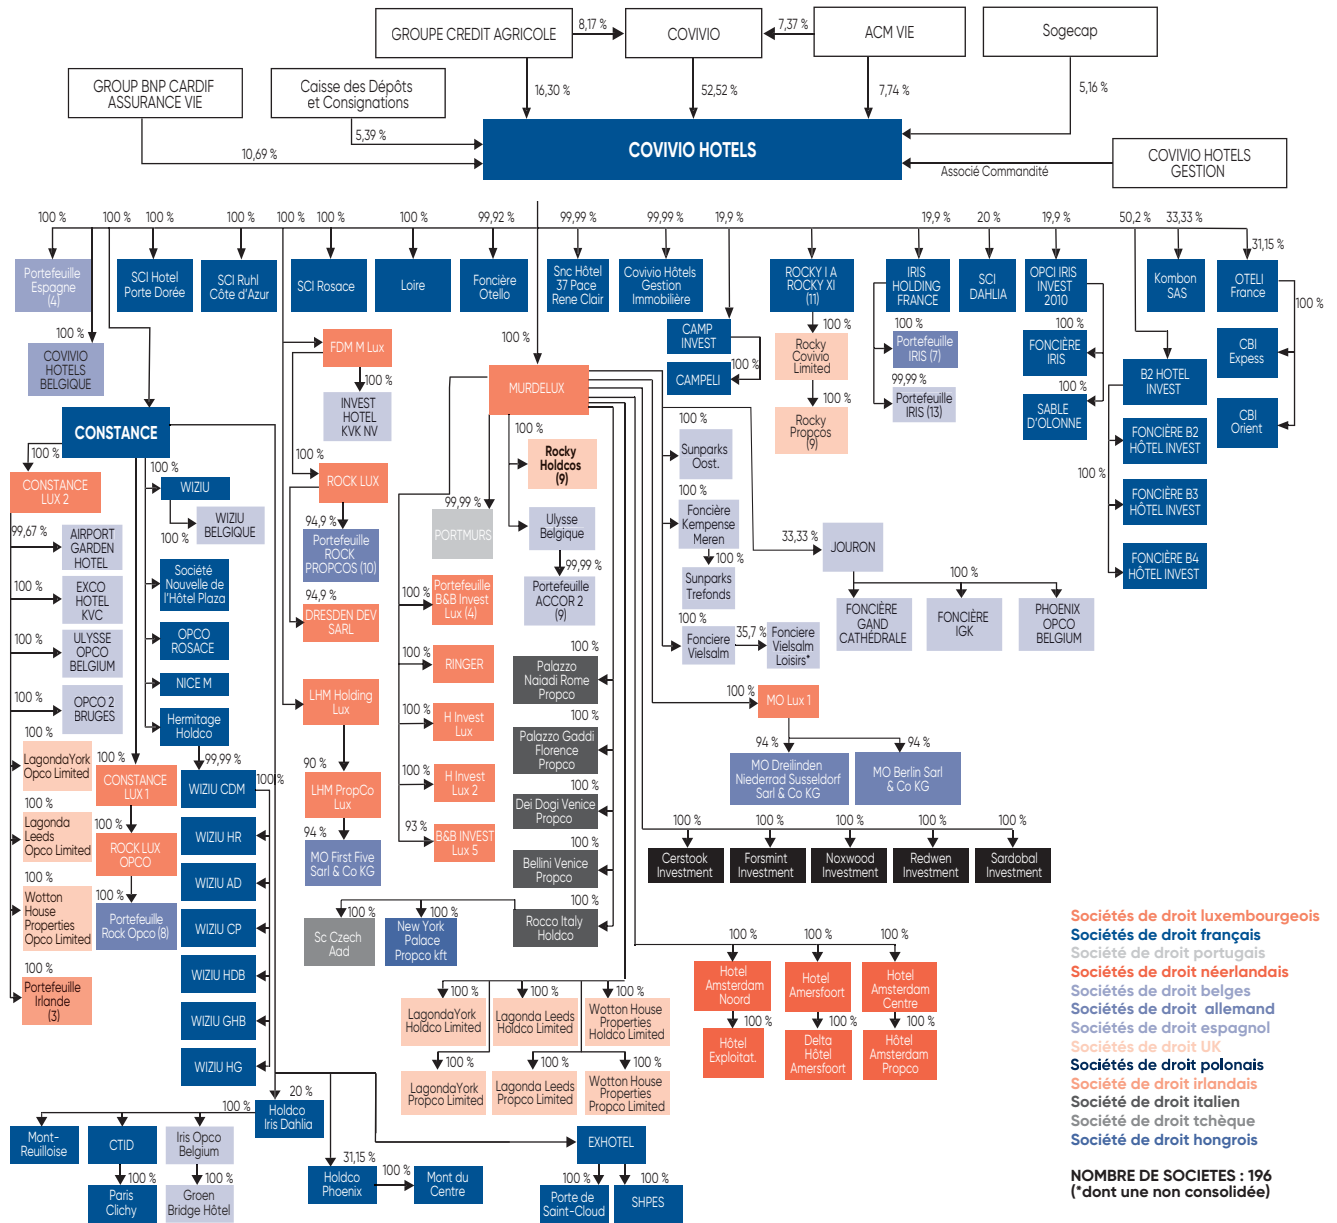 GROUPE CREDIT AGRICOLE
8,17 %
COVIVIO
7,37 %
ACM VIE
Sogecap
GROUP BNP CARDIF
ASSURANCE VIE
Caisse des Dépôts
et Consignations
16,30 %
52,52 %
7,74 %
5,16 %
5,39 %
10,69 %
COVIVIO HOTELS
Associé Commandité
COVIVIO HOTELS
GESTION
100 %
100 %
100 %
100 %
100 %
100 %
100 %
99,92 %
99,99 %
99,99 %
19,9 %
100 %
19,9 %
20 %
19,9 %
50,2 %
33,33 %
31,15 %
Portefeuille
Espagne
(4)
SCI Hotel
Porte Dorée
SCI Ruhl
Côte d'Azur
SCI Rosace
Loire
Foncière
Otello
Snc Hôtel
37 Pace
Rene Clair
Covivio Hôtels
Gestion
Immobilière
ROCKY I A
ROCKY XI
(11)
IRIS
HOLDING
FRANCE
SCI
DAHLIA
OPCI IRIS
INVEST
2010
Kombon
SAS
OTELI
France
100 %
100 %
COVIVIO
HOTELS
BELGIQUE
FDM M Lux
100 %
INVEST
HOTEL
KVK NV
100 %
MURDELUX
CAMP
INVEST
100 %
CAMPELI
100 %
Rocky
Covivio
Limited
100 %
Rocky
Propcos
(9)
100 %
Portefeuille
IRIS (7)
99,99 %
Portefeuille
IRIS (13)
100 %
FONCIÈRE
IRIS
100 %
SABLE
D'OLONNE
B2 HOTEL
INVEST
FONCIÈRE B2
HÔTEL INVEST
100 %
FONCIÈRE B3
HÔTEL INVEST
FONCIÈRE B4
HÔTEL INVEST
CBI
Expess
CBI
Orient
CONSTANCE
100 %
CONSTANCE
LUX 2
99,67 %
AIRPORT
GARDEN
HOTEL
100 %
EXCO
HOTEL
KVC
100 %
ULYSSE
OPCO
BELGIUM
100 %
OPCO 2
BRUGES
100 %
LagondaYork
Opco Limited
100 %
Lagonda
Leeds
Opco Limited
100 %
Wotton
House
Properties
Opco Limited
100 %
Portefeuille
Irlande
(3)
100 %
CONSTANCE
LUX 1
100 %
ROCK LUX
OPCO
100 %
Portefeuille
Rock Opco (8)
100 %
WIZIU
100 %
WIZIU
BELGIQUE
Société
Nouvelle de
l'Hôtel Plaza
OPCO
ROSACE
NICE M
Hermitage
Holdco
99,99 %
WIZIU CDM
100 %
WIZIU HR
WIZIU AD
WIZIU CP
WIZIU HDB
WIZIU GHB
WIZIU HG
100 %
ROCK LUX
94,9 %
Portefeuille
ROCK
PROPCOS (10)
94,9 %
DRESDEN DEV
SARL
LHM Holding
Lux
90 %
LHM PropCo
Lux
94 %
MO First Five
Sarl & Co KG
99,99 %
PORTMURS
100 %
Portefeuille
B&B Invest
Lux (4)
100 %
RINGER
100 %
H Invest
Lux
100 %
H Invest
Lux 2
93 %
B&B INVEST
Lux 5
100 %
Rocky
Holdcos
(9)
Ulysse
Belgique
99,99 %
Portefeuille
ACCOR 2
(9)
Palazzo
Naiadi Rome
Propco
100 %
Palazzo Gaddi
Florence
Propco
100 %
Dei Dogi Venice
Propco
100 %
Bellini Venice
Propco
100 %
Rocco Italy
Holdco
100 %
Sc Czech
Aad
100 %
New York
Palace
Propco kft
100 %
Sunparks
Oost.
100 %
Foncière
Kempense
Meren
100 %
Sunparks
Trefonds
100 %
Fonciere
Vielsalm
35,7 %
Fonciere
Vielsalm
Loisirs*
33,33 %
JOURON
FONCIÈRE
GAND
CATHÉDRALE
100 %
FONCIÈRE
IGK
PHOENIX
OPCO
BELGIUM
100 %
MO Lux 1
94 %
MO Dreilinden
Niederrad Susseldorf
Sarl & Co KG
94 %
MO Berlin Sarl
& Co KG
100 %
100 %
100 %
100 %
100 %
Cerstook
Investment
Forsmint
Investment
Noxwood
Investment
Redwen
Investment
Sardobal
Investment
100 %
100 %
100 %
Hotel
Amsterdam
Noord
Hotel
Amersfoort
Hotel
Amsterdam
Centre
100 %
100 %
100 %
Hôtel
Exploitat.
Delta
Hôtel
Amersfoort
Hôtel
Amsterdam
Propco
100 %
100 %
100 %
LagondaYork
Holdco Limited
Lagonda Leeds
Holdco Limited
Wotton House
Properties
Holdco Limited
100 %
100 %
100 %
LagondaYork
Propco Limited
Lagonda Leeds
Propco Limited
Wotton House
Properties
Propco Limited
20 %
Holdco
Iris Dahlia
100 %
Mont-
Reuilloise
CTID
Iris Opco
Belgium
100 %
Paris
Clichy
100 %
Groen
Bridge Hôtel
31,15 %
Holdco
Phoenix
100 %
Mont du
Centre
EXHOTEL
100 %
100 %
Porte de
Saint-Cloud
SHPES
Sociétés de droit luxembourgeois
Sociétés de droit français
Société de droit portugais
Sociétés de droit néerlandais
Sociétés de droit belges
Sociétés de droit allemand
Sociétés de droit espagnol
Sociétés de droit UK
Sociétés de droit polonais
Société de droit irlandais
Société de droit italien
Société de droit tchèque
Société de droit hongrois
NOMBRE DE SOCIETES : 196
(*dont une non consolidée)